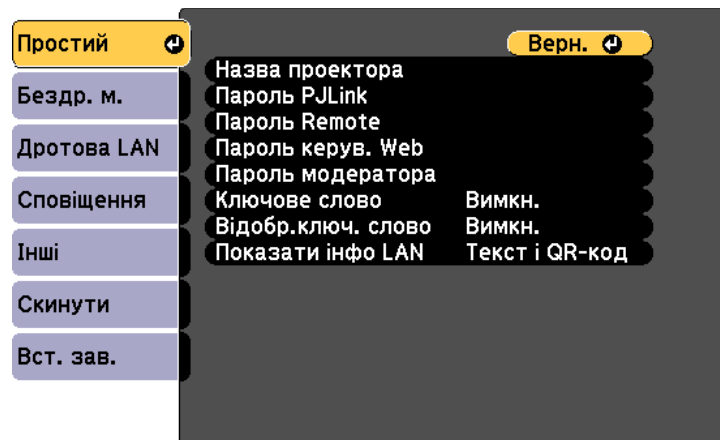 Простий
Бездр. м.
Дротова LAN
Сповіщення
Інші
Скинути
Вст. зав.
Верн.
Назва проектора
Пароль PJLink
Пароль Remote
Пароль керув. Web
Пароль модератора
Ключове слово Вимкн.
Відобр.ключ. слово Вимкн.
Показати інфо LAN Текст і QR-код